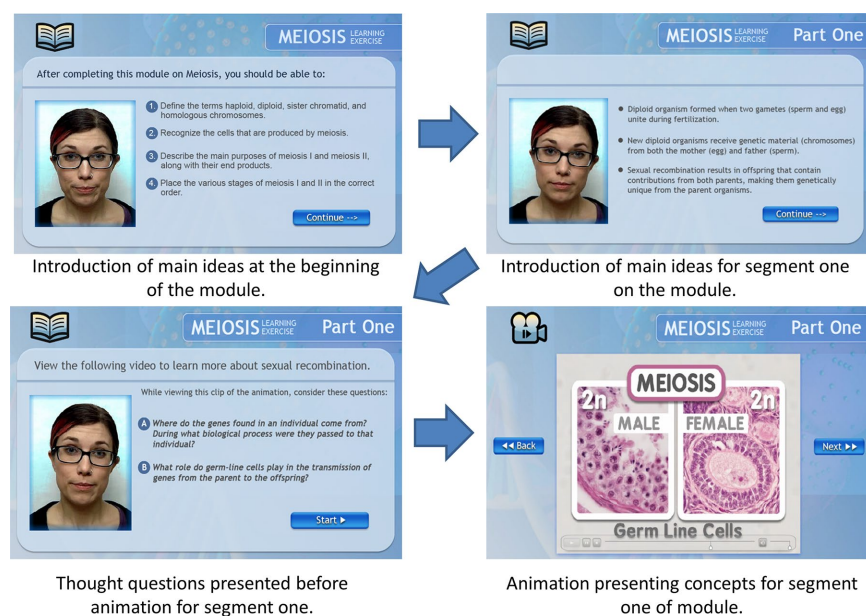 MEIOSIS LEARNING EXERCISE
After completing this module on Meiosis, you should be able to:
1. Define the terms haploid, diploid, sister chromatid, and
homologous chromosomes.
2. Recognize the cells that are produced by meiosis.
3. Describe the main purposes of meiosis I and meiosis II,
along with their end products.
4. Place the various stages of meiosis I and II in the correct
order.
Continue -->
Introduction of main ideas at the beginning
of the module.
MEIOSIS LEARNING EXERCISE Part One
• Diploid organism formed when two gametes (sperm and egg)
unite during fertilization.
• New diploid organisms receive genetic material (chromosomes)
from both the mother (egg) and father (sperm).
• Sexual recombination results in offspring that contain
contributions from both parents, making them genetically
unique from the parent organisms.
Continue -->
Introduction of main ideas for segment one
on the module.
MEIOSIS LEARNING EXERCISE Part One
View the following video to learn more about sexual recombination.
While viewing this clip of the animation, consider these questions:
A Where do the genes found in an individual come from?
During what biological process were they passed to that
individual?
B What role do germ-line cells play in the transmission of
genes from the parent to the offspring?
Start ▶
Thought questions presented before
animation for segment one.
MEIOSIS LEARNING EXERCISE Part One
MEIOSIS
2n 2n
MALE FEMALE
◀◀ Back
Next ▶▶
Germ Line Cells
Animation presenting concepts for segment
one of module.